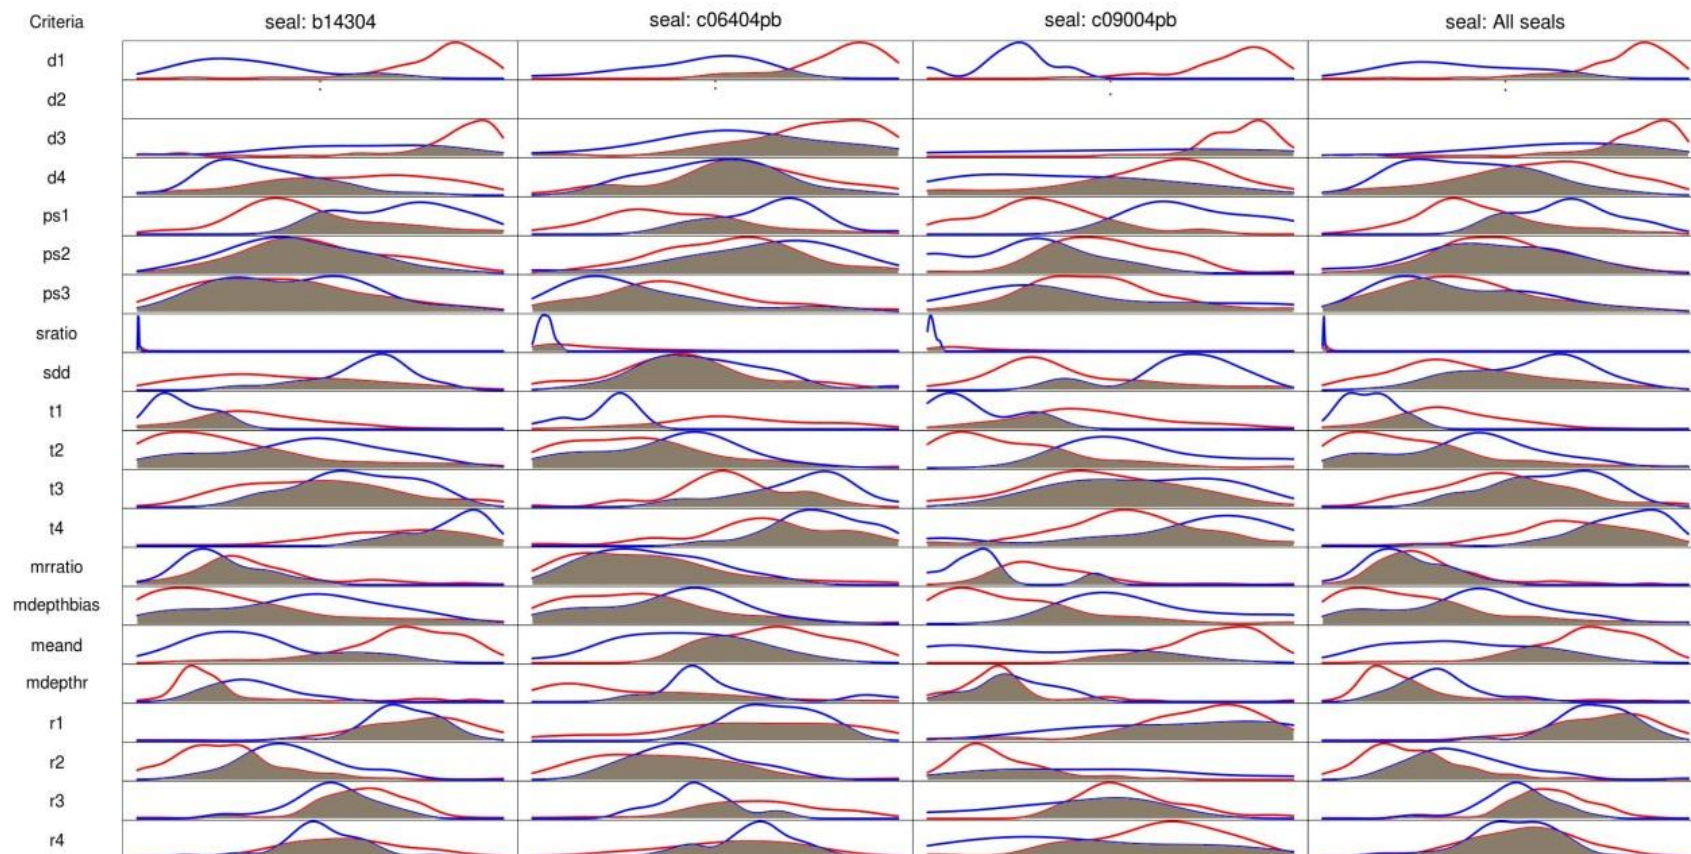 Criteria seal: b14304 seal: c06404pb seal: c09004pb seal: All seals
d1
d2
d3
d4
ps1
ps2
ps3
sratio
sdd
t1
t2
t3
t4
mrratio
mdepthbias
meand
mdepthr
r1
r2
r3
r4